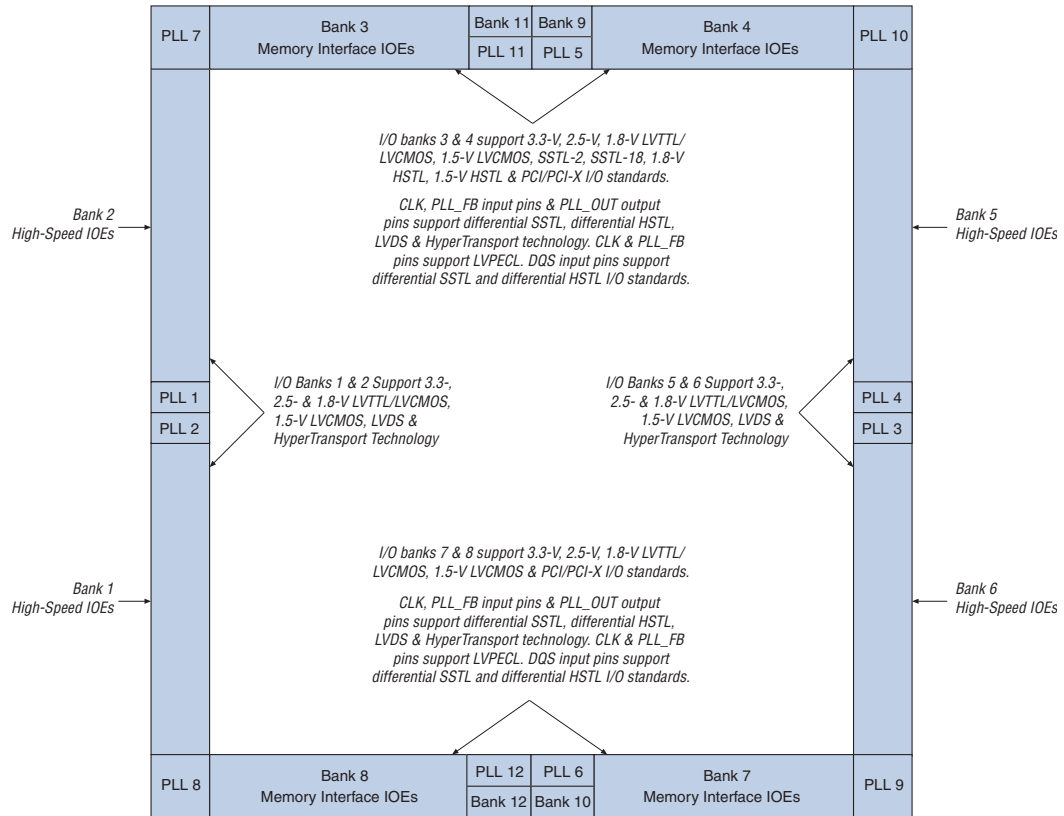 PLL 7
Bank 3
Memory Interface IOEs
Bank 11
Bank 9
PLL 11
PLL 5
Bank 4
Memory Interface IOEs
PLL 10
I/O banks 3 & 4 support 3.3-V, 2.5-V, 1.8-V LVTTL/
LVCMOS, 1.5-V LVCMOS, SSTL-2, SSTL-18, 1.8-V
HSTL, 1.5-V HSTL & PCI/PCI-X I/O standards.
CLK, PLL_FB input pins & PLL_OUT output
pins support differential SSTL, differential HSTL,
LVDS & HyperTransport technology. CLK & PLL_FB
pins support LVPECL. DQS input pins support
differential SSTL and differential HSTL I/O standards.
Bank 2
High-Speed IOEs
Bank 5
High-Speed IOEs
PLL 1
PLL 2
I/O Banks 1 & 2 Support 3.3-,
2.5- & 1.8-V LVTTL/LVCMOS,
1.5-V LVCMOS, LVDS &
HyperTransport Technology
I/O Banks 5 & 6 Support 3.3-,
2.5- & 1.8-V LVTTL/LVCMOS,
1.5-V LVCMOS, LVDS &
HyperTransport Technology
PLL 4
PLL 3
Bank 1
High-Speed IOEs
Bank 6
High-Speed IOEs
I/O banks 7 & 8 support 3.3-V, 2.5-V, 1.8-V LVTTL/
LVCMOS, 1.5-V LVCMOS & PCI/PCI-X I/O standards.
CLK, PLL_FB input pins & PLL_OUT output
pins support differential SSTL, differential HSTL,
LVDS & HyperTransport technology. CLK & PLL_FB
pins support LVPECL. DQS input pins support
differential SSTL and differential HSTL I/O standards.
PLL 8
Bank 8
Memory Interface IOEs
PLL 12
PLL 6
Bank 12
Bank 10
Bank 7
Memory Interface IOEs
PLL 9